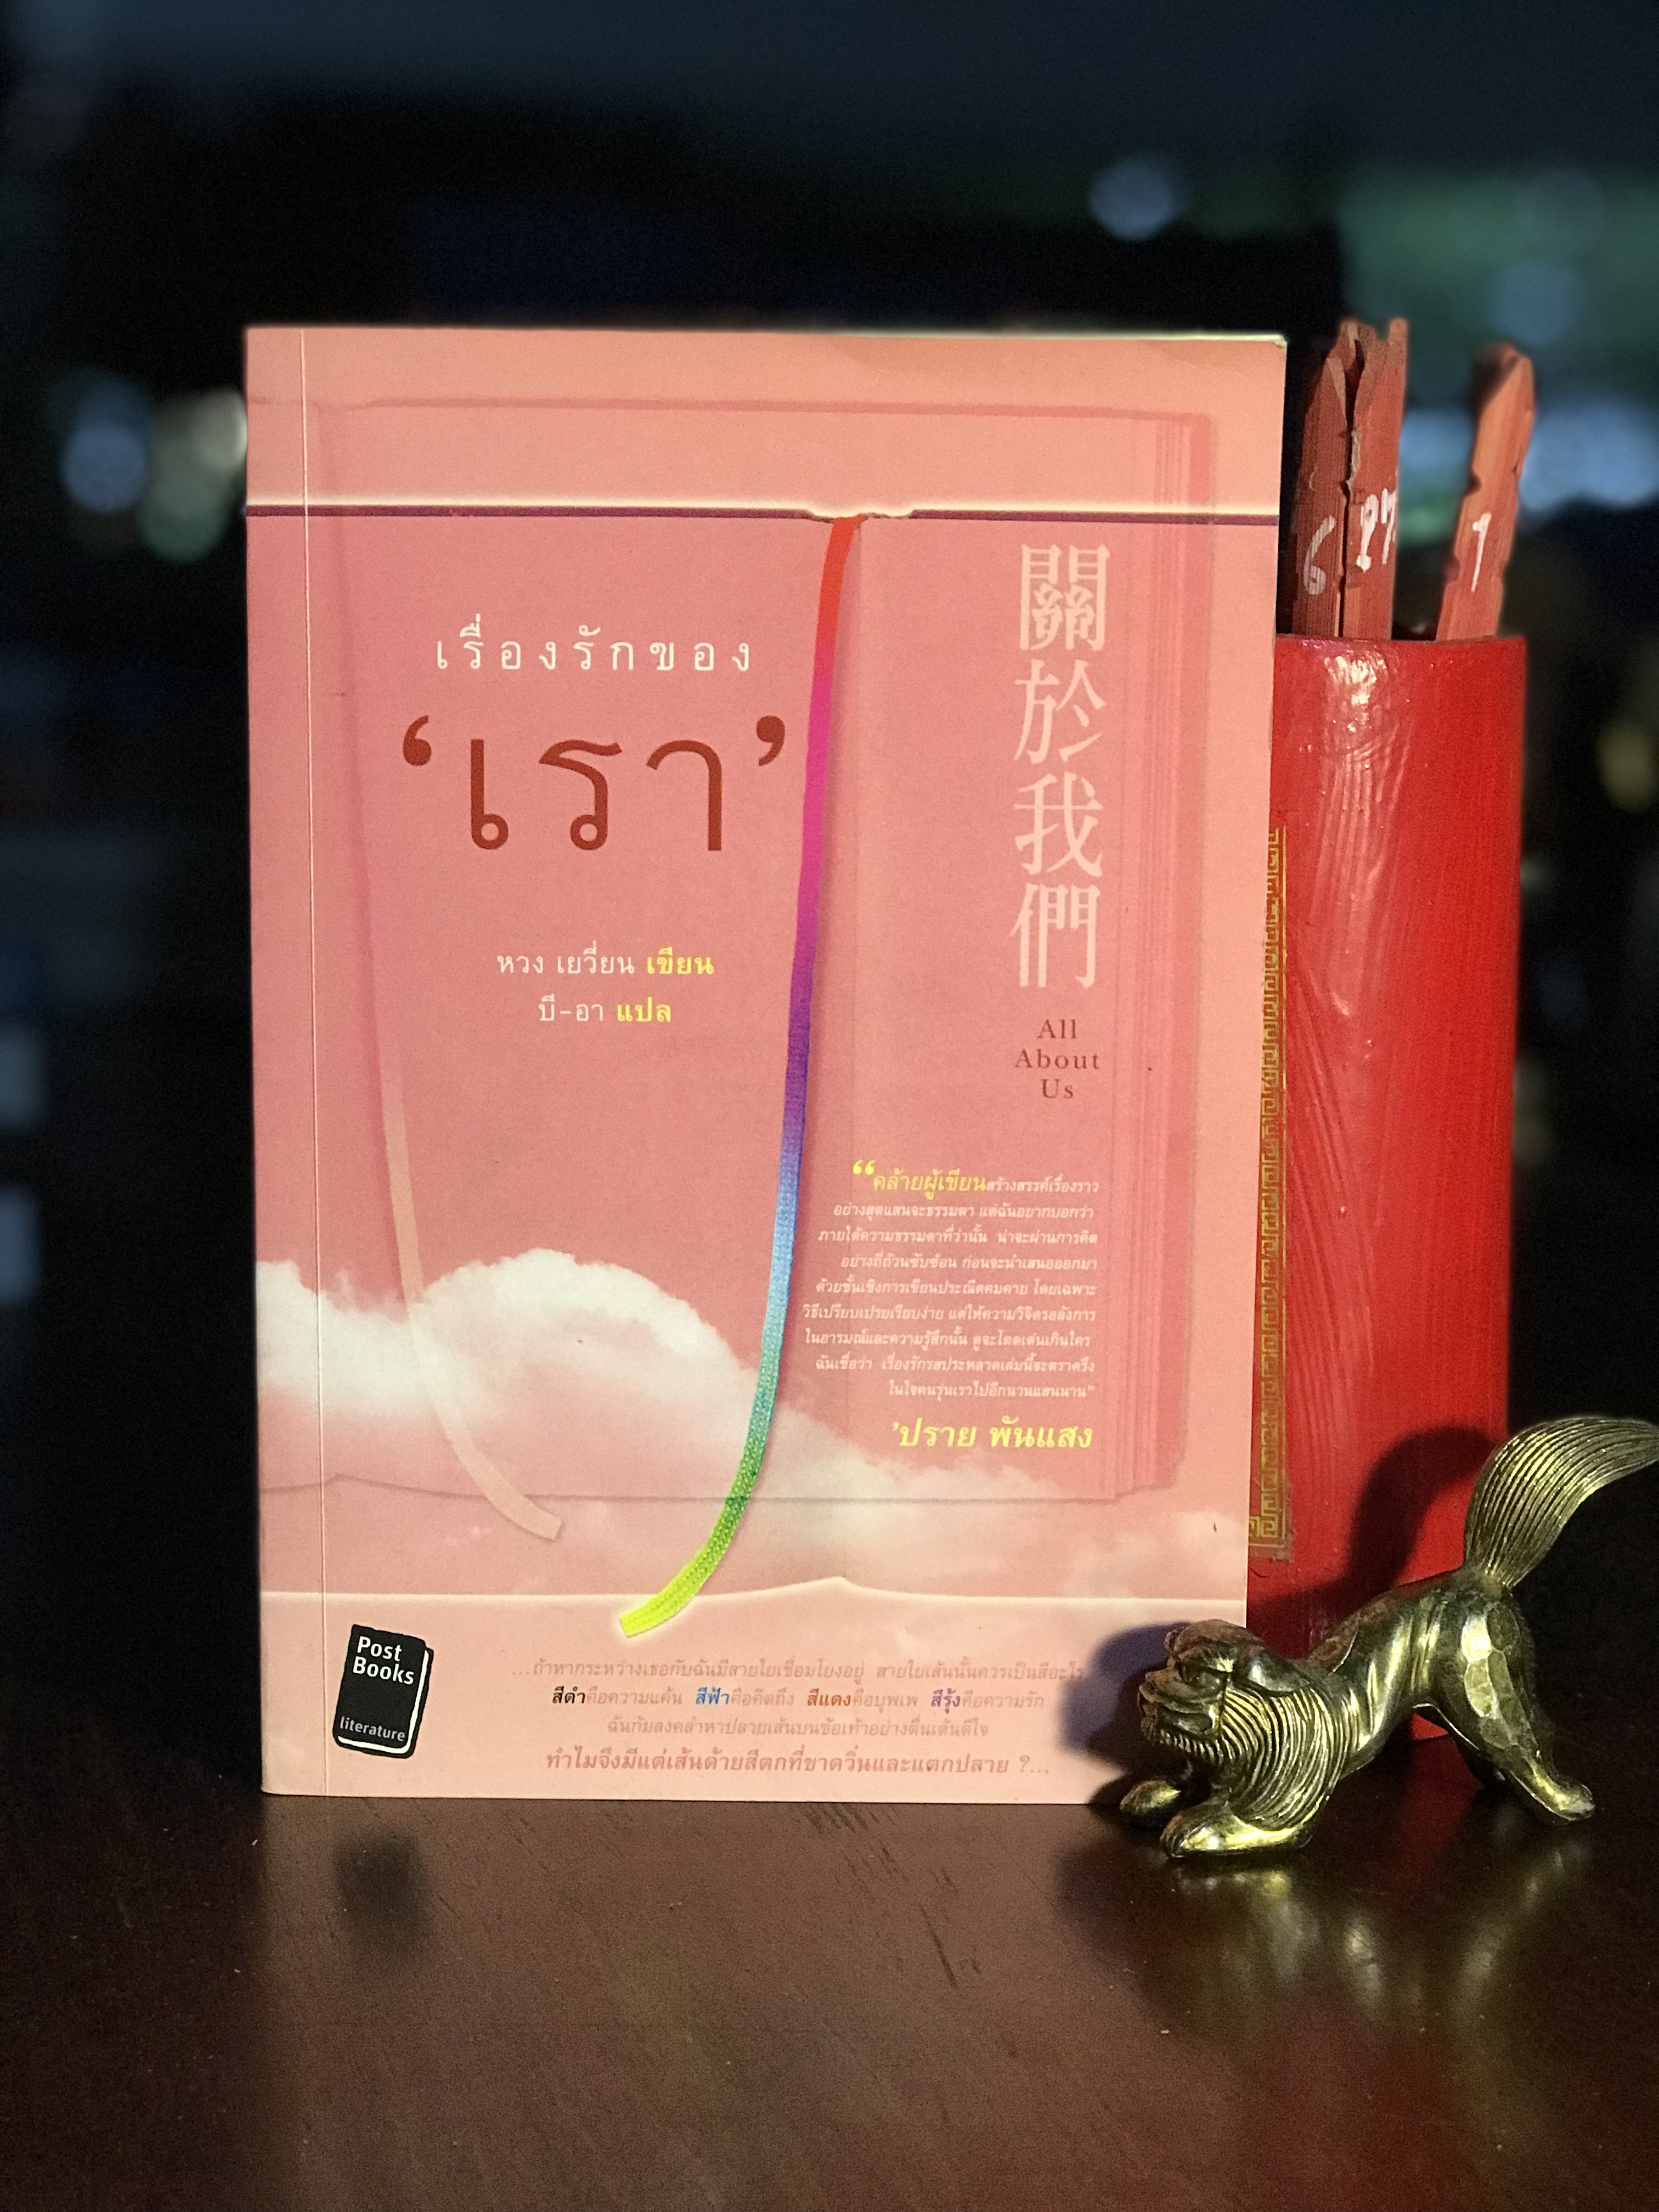 เรื่องรักของ
‘เรา’
หวง เยวี่ยน เขียน
บี-อา แปล
關於我們
All
About
Us
“คล้ายผู้เขียนสร้างสรรค์เรื่องราว
อย่างสุดแสนจะธรรมดา แต่ฉันอยากบอกว่า
ภายใต้ความธรรมดาที่ว่านั้น น่าจะผ่านการคิด
อย่างถี่ถ้วนซับซ้อน ก่อนจะนำเสนอออกมา
ด้วยชั้นเชิงการเขียนประณีตคมคาย โดยเฉพาะ
วิธีเปรียบเปรยเรียบง่าย แต่ให้ความวิจิตรอลังการ
ในอารมณ์และความรู้สึกนั้น ดูจะโดดเด่นเกินใคร
ฉันเชื่อว่า เรื่องรักรสประหลาดเล่มนี้จะตราตรึง
ในใจคนรุ่นเราไปอีกนานแสนนาน”
’ปราย พันแสง
Post
Books
literature
...ถ้าหากระหว่างเธอกับฉันมีสายใยเชื่อมโยงอยู่ สายใยเส้นนั้นควรเป็นสีอะไร
สีดำคือความแค้น สีฟ้าคือคิดถึง สีแดงคือบุพเพ สีรุ้งคือความรัก
ฉันก้มลงคลำหาปลายเส้นบนข้อเท้าอย่างตื่นเต้นดีใจ
ทำไมจึงมีแต่เส้นด้ายสีตกที่ขาดวิ่นและแตกปลาย ?...
6
27
1